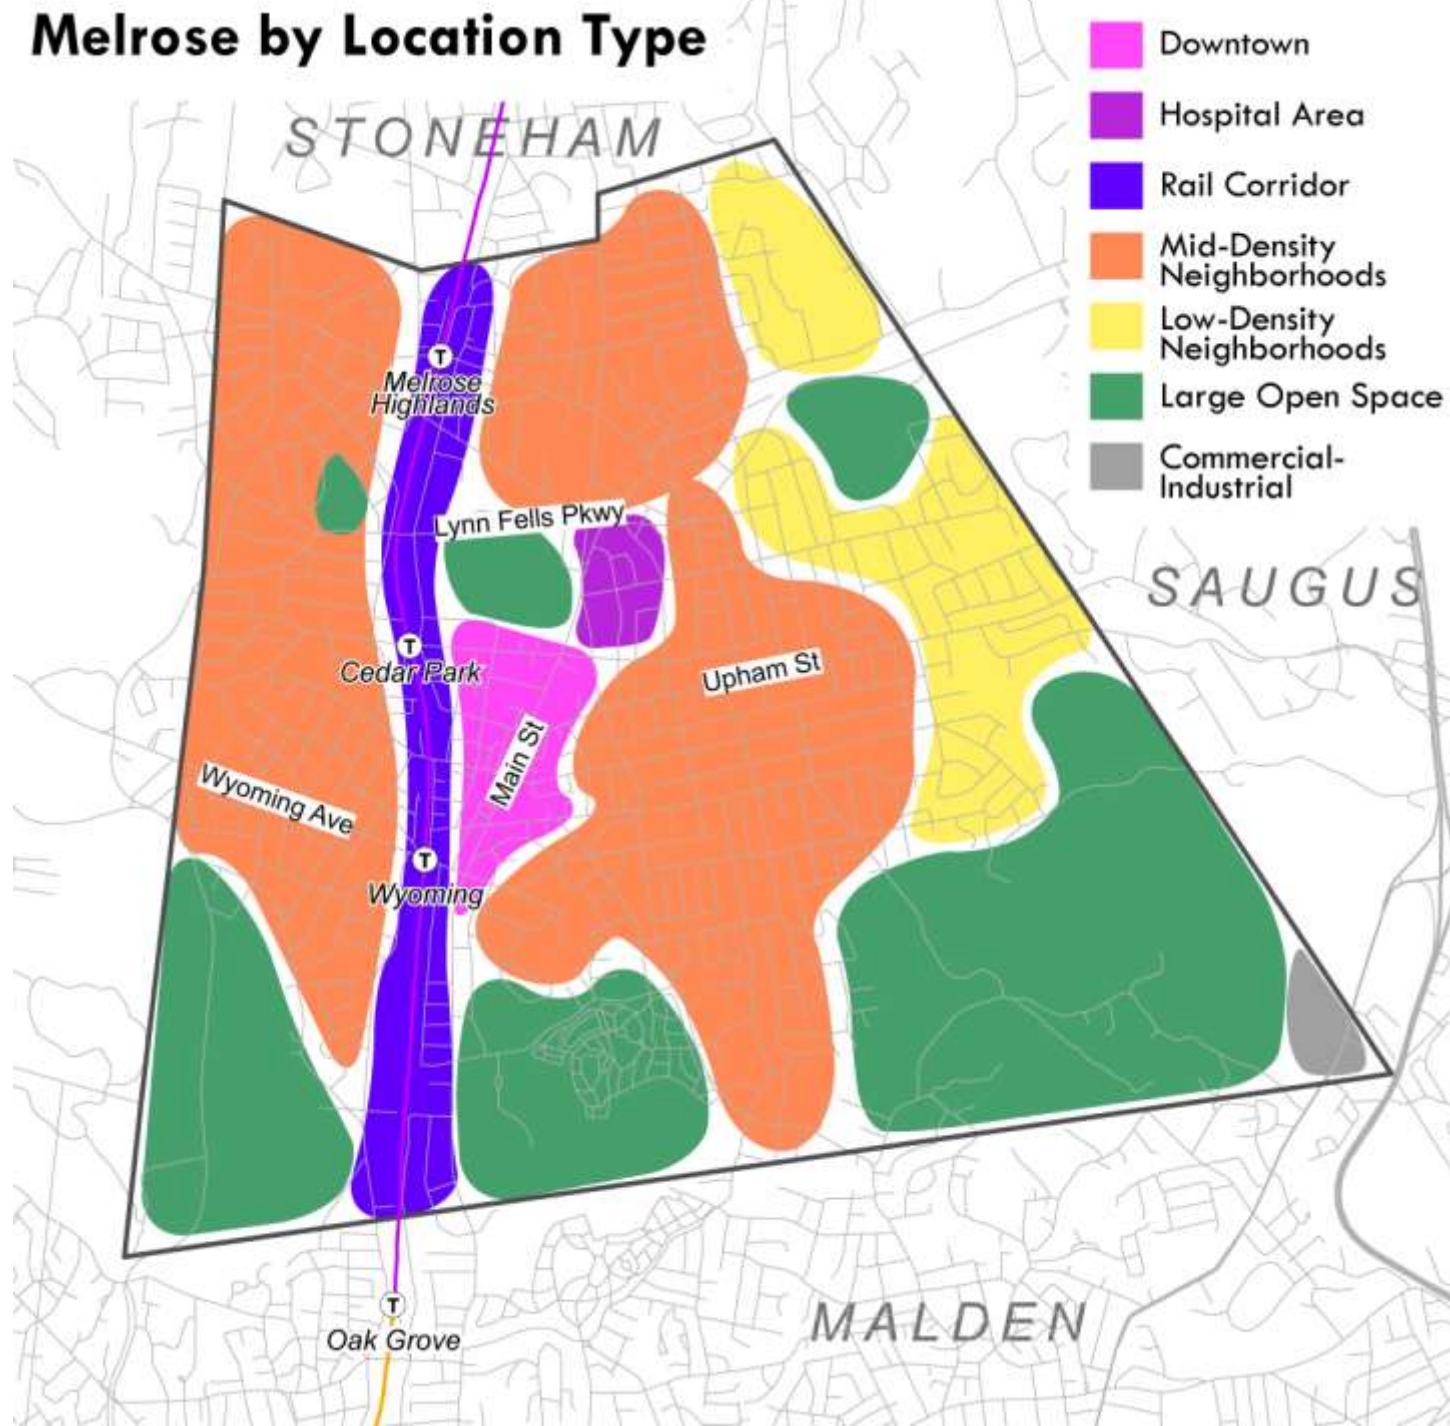 Melrose by Location Type
Downtown
Hospital Area
Rail Corridor
Mid-Density
Neighborhoods
Low-Density
Neighborhoods
Large Open Space
Commercial-
Industrial
STONEHAM
T
Melrose
Highlands
Lynn Fells Pkwy
SAUGUS
T
Cedar Park
Upham St
Main St
Wyoming Ave
T
Wyoming
T
Oak Grove
MALDEN